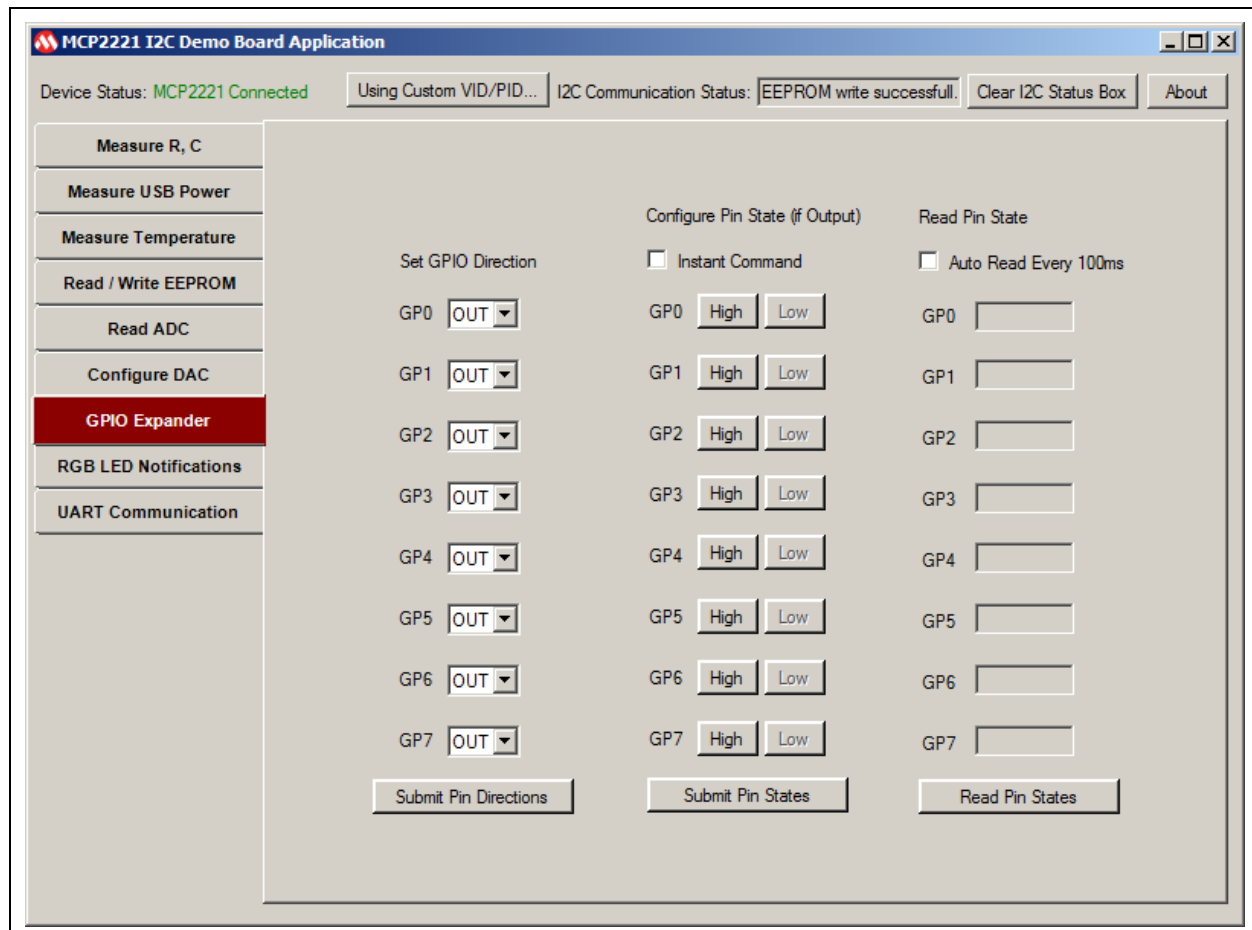 MCP2221 I2C Demo Board Application
Device Status: MCP2221 Connected Using Custom VID/PID... I2C Communication Status: EEPROM write successfull. Clear I2C Status Box About
Measure R, C
Measure USB Power
Measure Temperature
Read / Write EEPROM
Read ADC
Configure DAC
GPIO Expander
RGB LED Notifications
UART Communication
Configure Pin State (if Output) Read Pin State
Set GPIO Direction Instant Command Auto Read Every 100ms
GP0 OUT GP0 High Low GP0
GP1 OUT GP1 High Low GP1
GP2 OUT GP2 High Low GP2
GP3 OUT GP3 High Low GP3
GP4 OUT GP4 High Low GP4
GP5 OUT GP5 High Low GP5
GP6 OUT GP6 High Low GP6
GP7 OUT GP7 High Low GP7
Submit Pin Directions Submit Pin States Read Pin States